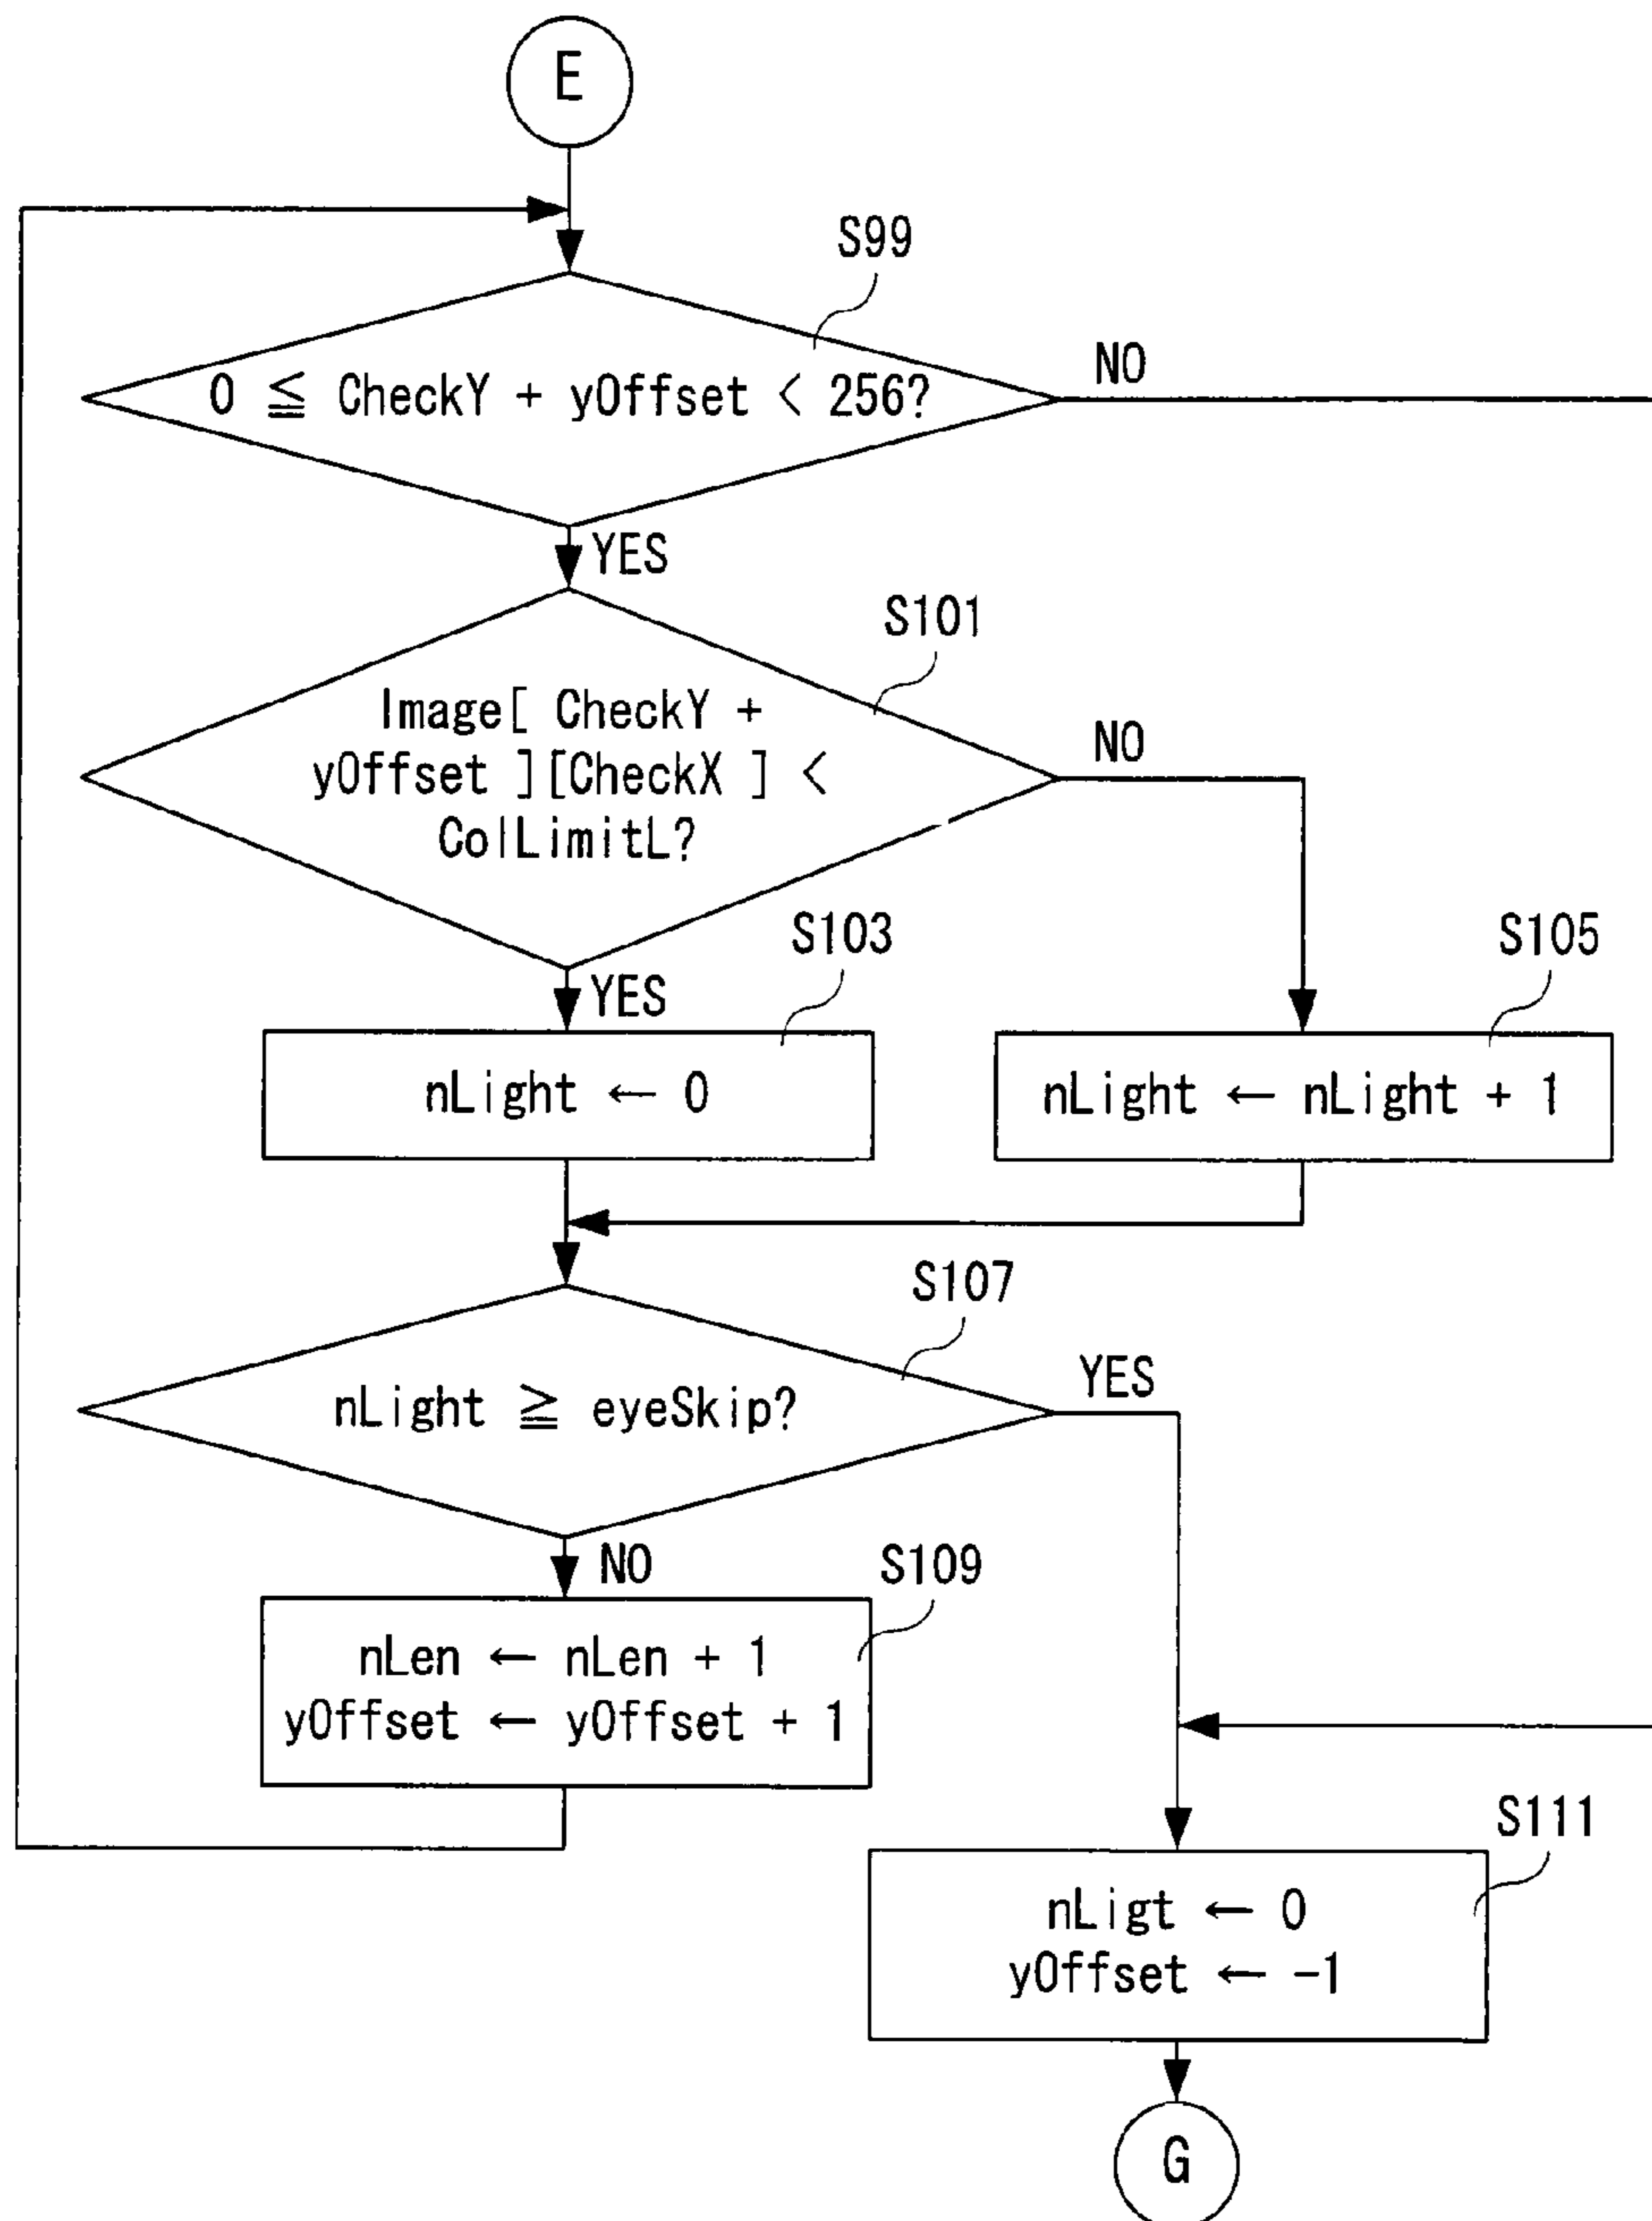 E
S99
0 ≦ CheckY + yOffset < 256?
NO
YES
S101
Image[ CheckY +
yOffset ][CheckX ] <
ColLimitL?
NO
S103
S105
YES
nLight ← 0
nLight ← nLight + 1
S107
nLight ≧ eyeSkip?
YES
NO
S109
nLen ← nLen + 1
yOffset ← yOffset + 1
S111
nLigt ← 0
yOffset ← -1
G